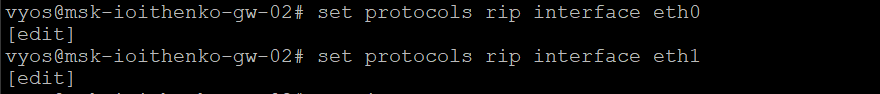 vyos@msk-ioithenko-gw-02# set protocols rip interface eth0
[edit]
vyos@msk-ioithenko-gw-02# set protocols rip interface eth1
[edit]